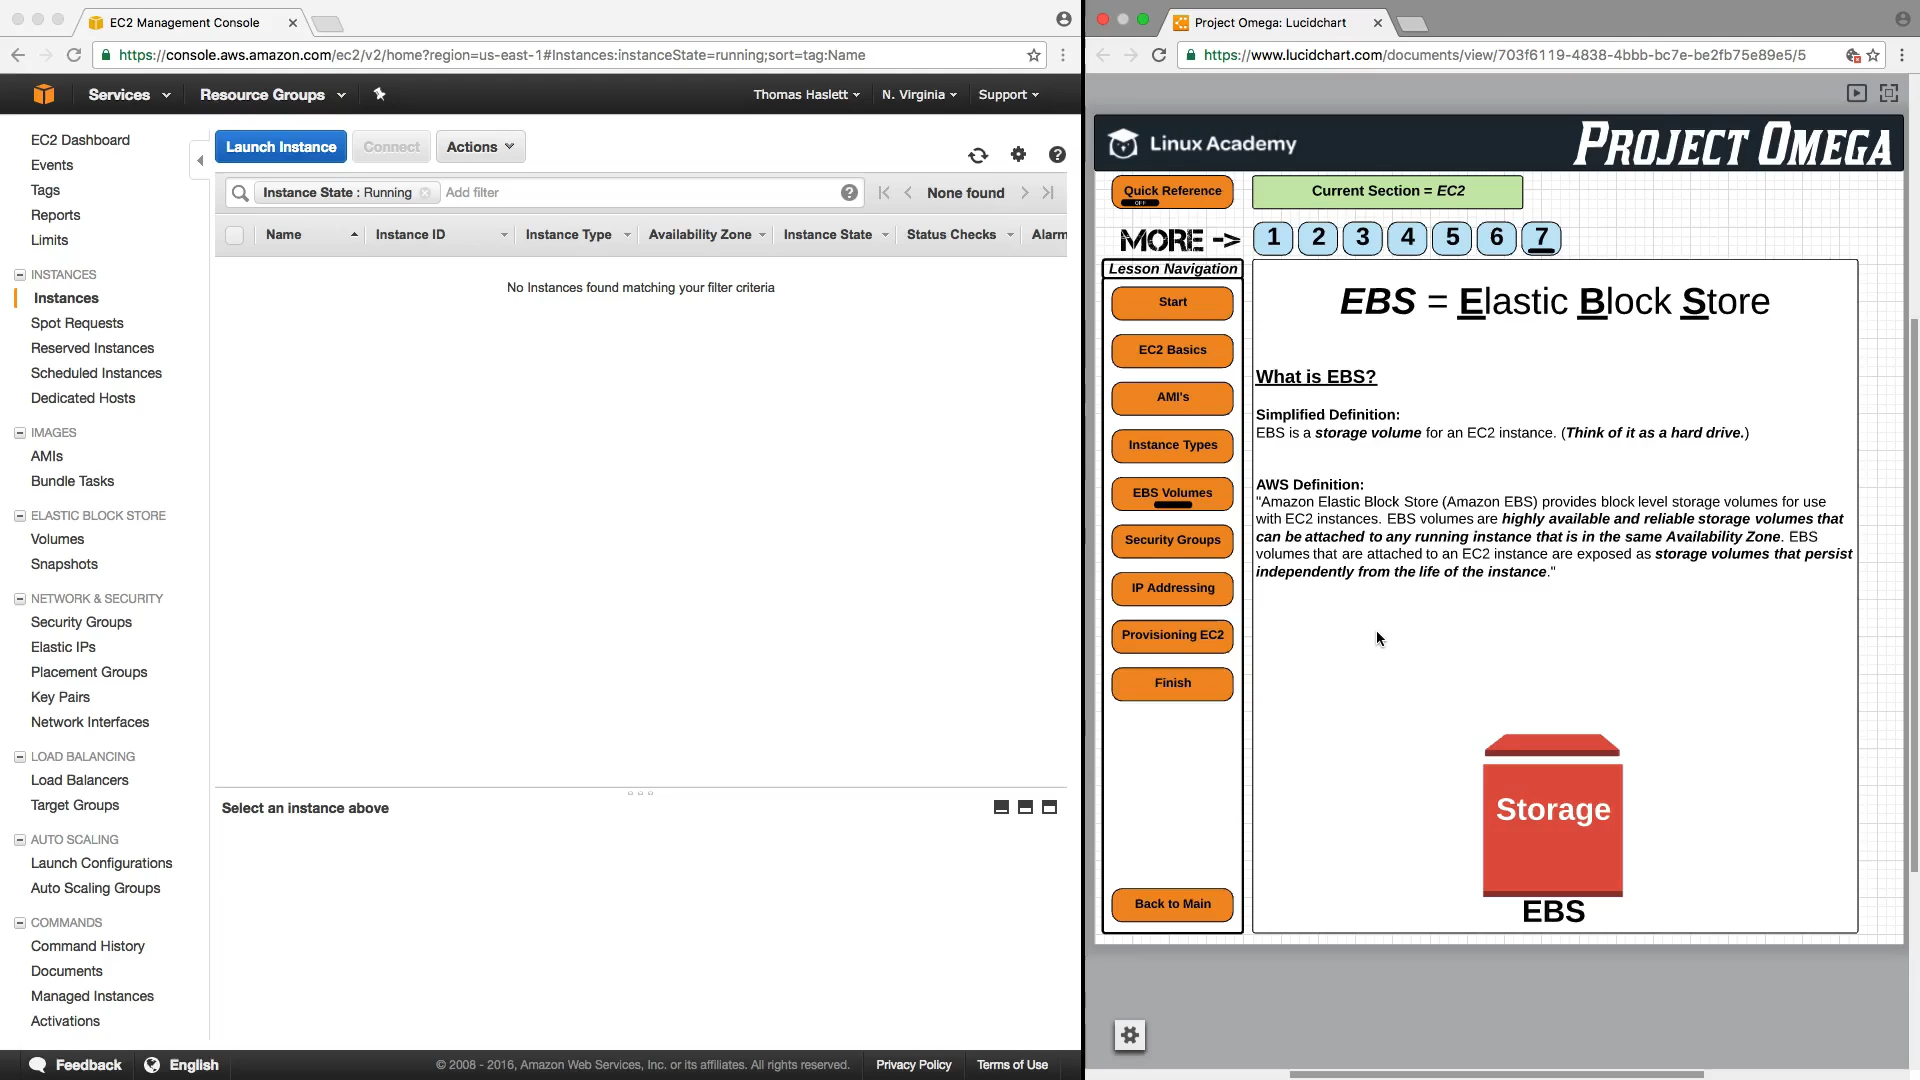 EC2 Management Console
https://console.aws.amazon.com/ec2/v2/home?region=us-east-1#Instances:instanceState=running;sort=tag:Name
Services
Resource Groups
Thomas Haslett
N. Virginia
Support
EC2 Dashboard
Events
Tags
Reports
Limits
INSTANCES
Instances
Spot Requests
Reserved Instances
Scheduled Instances
Dedicated Hosts
IMAGES
AMIs
Bundle Tasks
ELASTIC BLOCK STORE
Volumes
Snapshots
NETWORK & SECURITY
Security Groups
Elastic IPs
Placement Groups
Key Pairs
Network Interfaces
LOAD BALANCING
Load Balancers
Target Groups
AUTO SCALING
Launch Configurations
Auto Scaling Groups
COMMANDS
Command History
Documents
Managed Instances
Activations
Launch Instance
Connect
Actions
Instance State : Running
Add filter
None found
Name
Instance ID
Instance Type
Availability Zone
Instance State
Status Checks
Alarm
No Instances found matching your filter criteria
Select an instance above
Feedback
English
© 2008 - 2016, Amazon Web Services, Inc. or its affiliates. All rights reserved.
Privacy Policy
Terms of Use
Project Omega: Lucidchart
https://www.lucidchart.com/documents/view/703f6119-4838-4bbb-bc7e-be2fb75e89e5/5
Linux Academy
PROJECT OMEGA
Quick Reference
OFF
Current Section = EC2
MORE ->
1
2
3
4
5
6
7
Lesson Navigation
Start
EC2 Basics
AMI's
Instance Types
EBS Volumes
Security Groups
IP Addressing
Provisioning EC2
Finish
Back to Main
EBS = Elastic Block Store
What is EBS?
Simplified Definition:
EBS is a storage volume for an EC2 instance. (Think of it as a hard drive.)
AWS Definition:
"Amazon Elastic Block Store (Amazon EBS) provides block level storage volumes for use
with EC2 instances. EBS volumes are highly available and reliable storage volumes that
can be attached to any running instance that is in the same Availability Zone. EBS
volumes that are attached to an EC2 instance are exposed as storage volumes that persist
independently from the life of the instance."
Storage
EBS